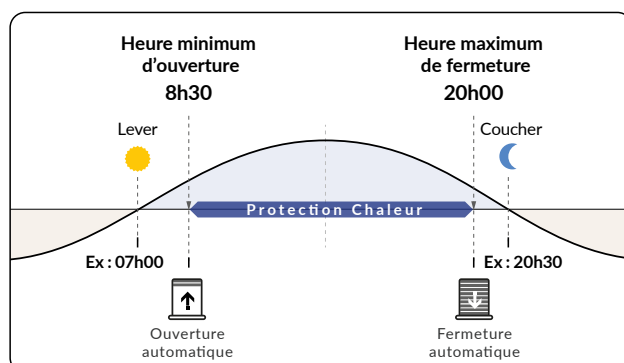 Heure minimum
d’ouverture
8h30
Heure maximum
de fermeture
20h00
Lever
Coucher
Protection Chaleur
Ex : 07h00
Ex : 20h30
Ouverture
automatique
Fermeture
automatique